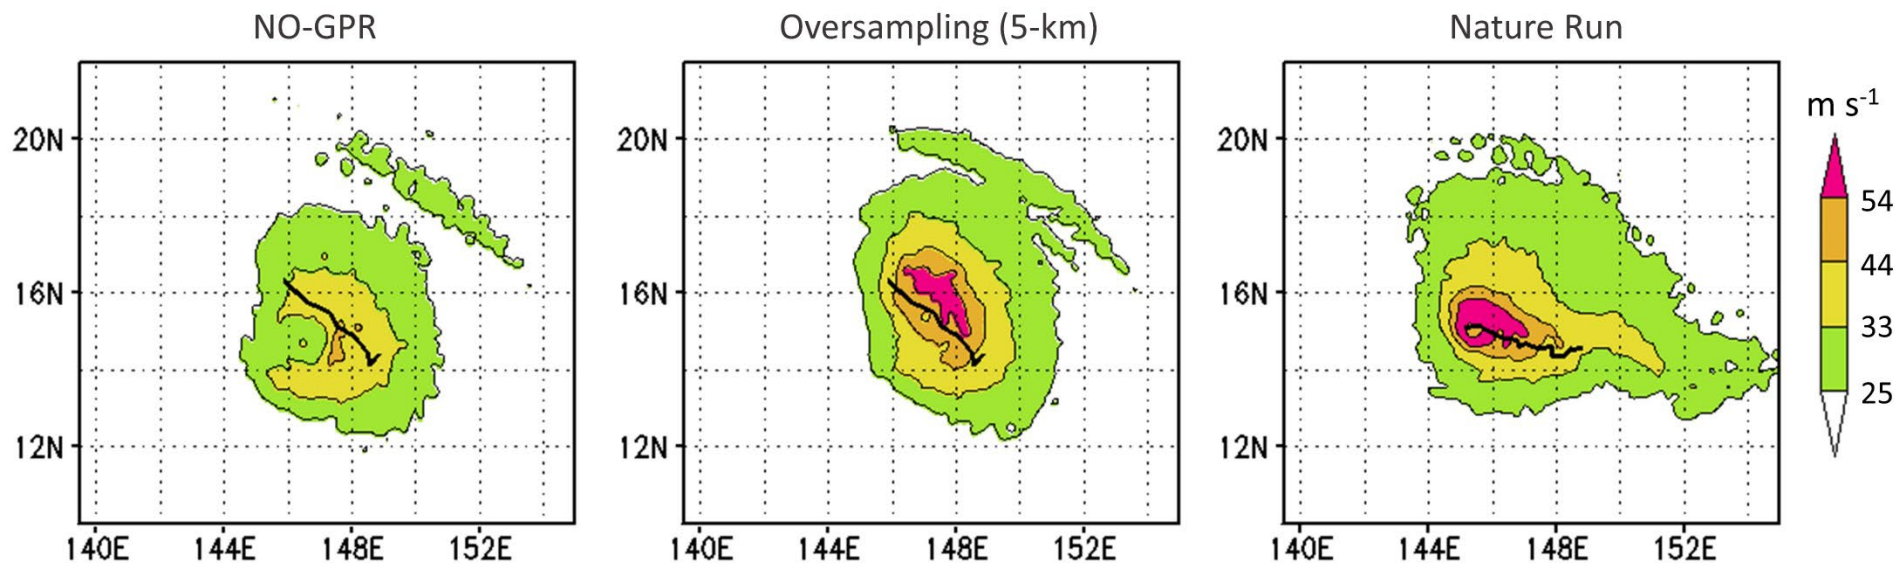 NO-GPR
Oversampling (5-km)
Nature Run
m s-1
20N
16N
12N
140E 144E 148E 152E
20N
16N
12N
140E 144E 148E 152E
20N
16N
12N
140E 144E 148E 152E
54
44
33
25